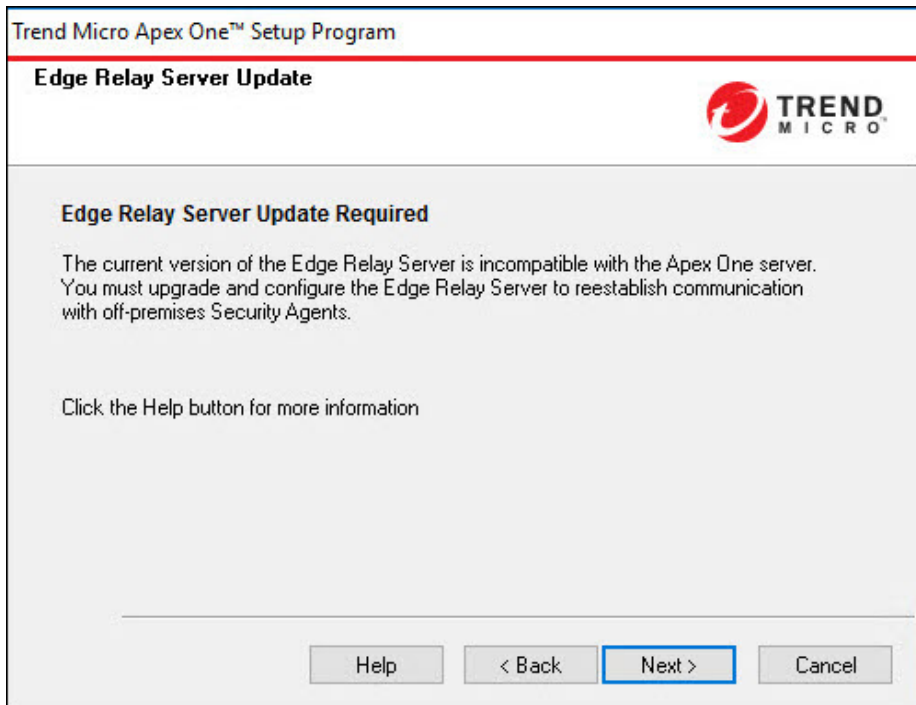 Trend Micro Apex One™ Setup Program
Edge Relay Server Update
TREND
MICRO
Edge Relay Server Update Required
The current version of the Edge Relay Server is incompatible with the Apex One server.
You must upgrade and configure the Edge Relay Server to reestablish communication
with off-premises Security Agents.
Click the Help button for more information
Help
< Back
Next >
Cancel